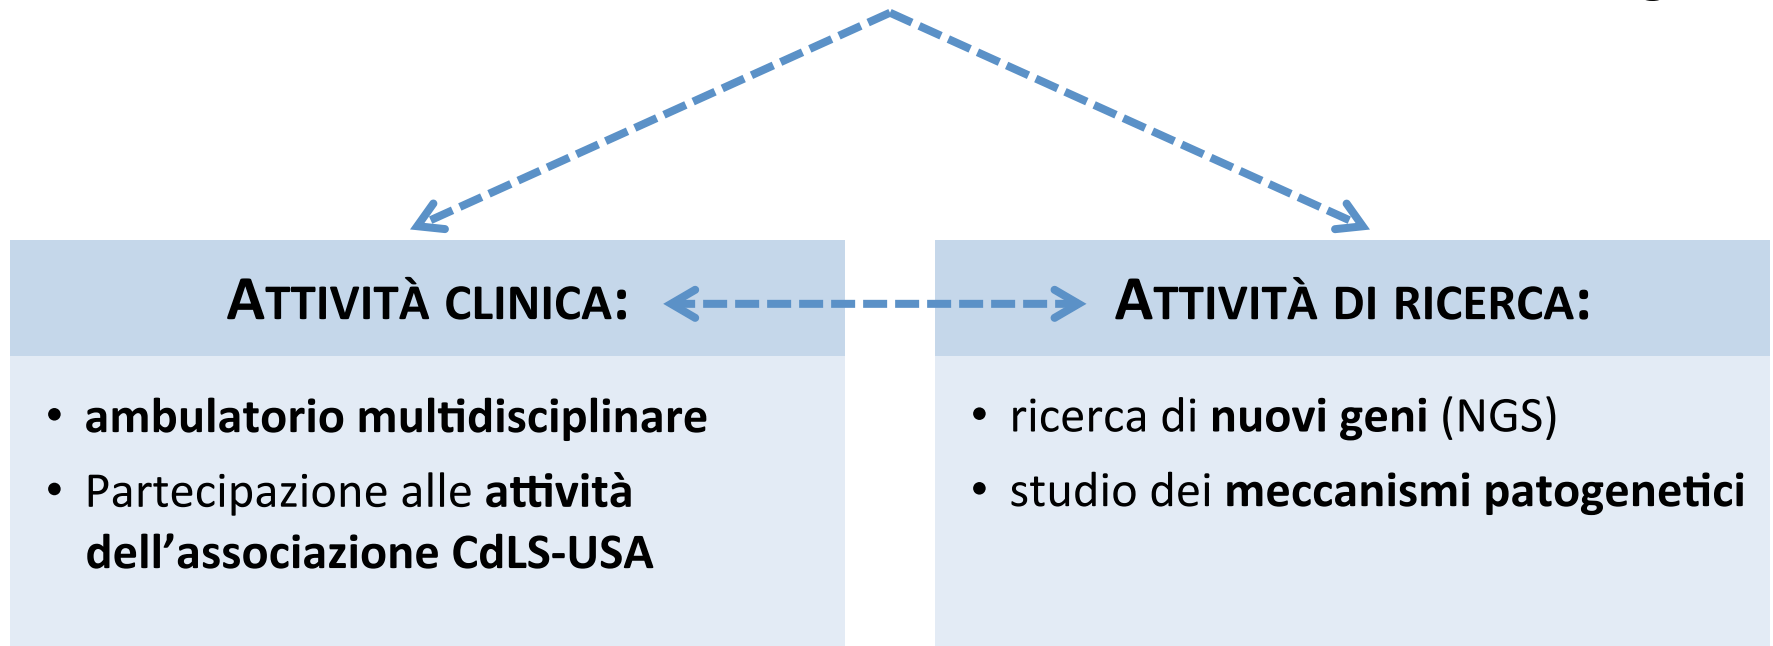 ATTIVITÀ CLINICA:
ATTIVITÀ DI RICERCA:
• ambulatorio multidisciplinare
• Partecipazione alle attività
dell’associazione CdLS-USA
• ricerca di nuovi geni (NGS)
• studio dei meccanismi patogenetici